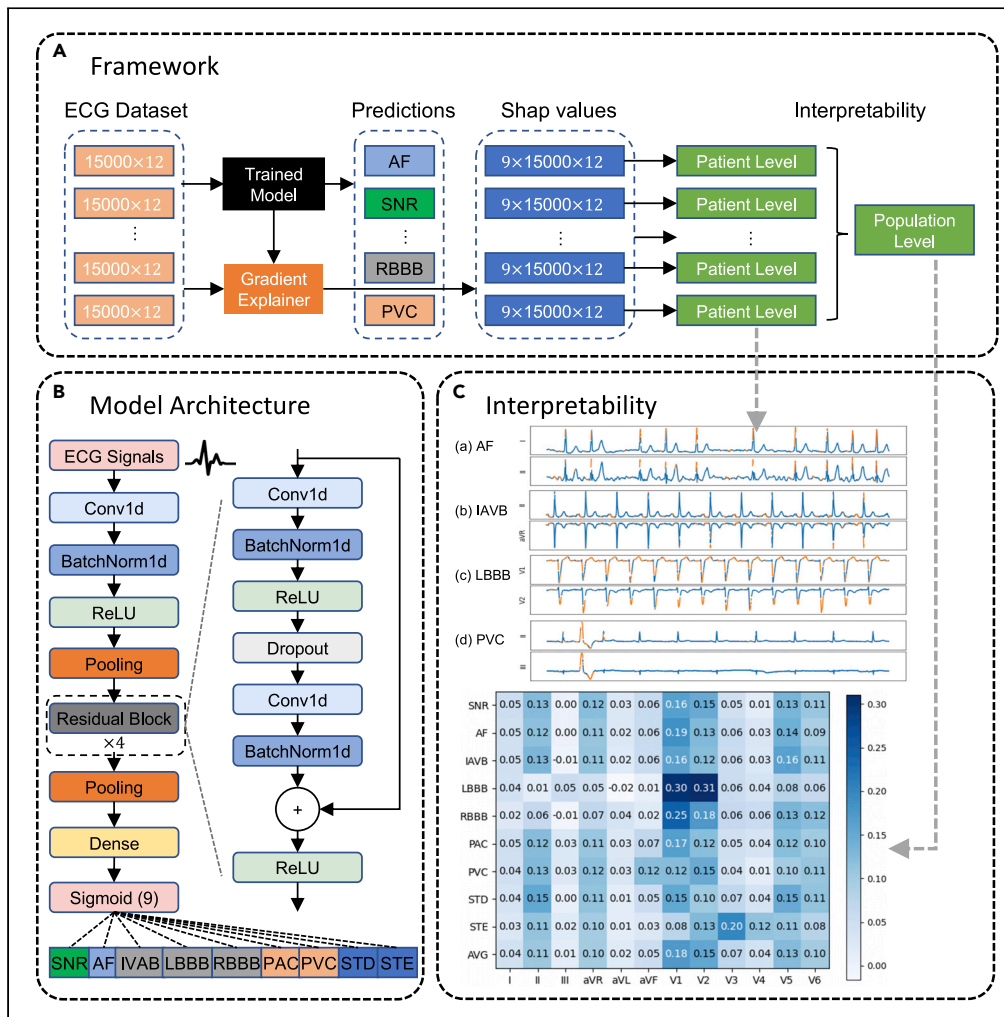 A
Framework
ECG Dataset
Predictions
Shap values
Interpretability
15000×12
15000×12
⋮
15000×12
15000×12
Trained
Model
Gradient
Explainer
AF
SNR
⋮
RBBB
PVC
9×15000×12
9×15000×12
⋮
9×15000×12
9×15000×12
Patient Level
Patient Level
⋮
Patient Level
Patient Level
Population
Level
B
Model Architecture
ECG Signals
Conv1d
BatchNorm1d
ReLU
Pooling
Residual Block
×4
Pooling
Dense
Sigmoid (9)
Conv1d
BatchNorm1d
ReLU
Dropout
Conv1d
BatchNorm1d
+
ReLU
SNR AF IVAB LBBB RBBB PAC PVC STD STE
C
Interpretability
(a) AF
I
II
(b) IAVB
II
aVR
(c) LBBB
V1
V2
(d) PVC
II
III
SNR 0.05 0.13 0.00 0.12 0.03 0.06 0.16 0.15 0.05 0.01 0.13 0.11
AF 0.05 0.12 0.00 0.11 0.02 0.06 0.19 0.13 0.06 0.03 0.14 0.09
IAVB 0.05 0.13 -0.01 0.11 0.02 0.06 0.16 0.12 0.06 0.03 0.16 0.11
LBBB 0.04 0.01 0.05 0.05 -0.02 0.01 0.30 0.31 0.06 0.04 0.08 0.06
RBBB 0.02 0.06 -0.01 0.07 0.04 0.02 0.25 0.18 0.06 0.06 0.13 0.12
PAC 0.05 0.12 0.03 0.11 0.03 0.07 0.17 0.12 0.04 0.05 0.12 0.10
PVC 0.04 0.13 0.04 0.12 0.03 0.12 0.12 0.15 0.04 0.01 0.10 0.11
STD 0.04 0.15 0.00 0.11 0.04 0.05 0.14 0.14 0.07 0.01 0.15 0.11
STE 0.03 0.11 0.02 0.10 0.01 0.03 0.08 0.13 0.20 0.12 0.11 0.08
AVG 0.04 0.11 0.01 0.10 0.02 0.05 0.18 0.15 0.07 0.04 0.13 0.10
I II III aVR aVL aVF V1 V2 V3 V4 V5 V6
0.30
0.25
0.20
0.15
0.10
0.05
0.00